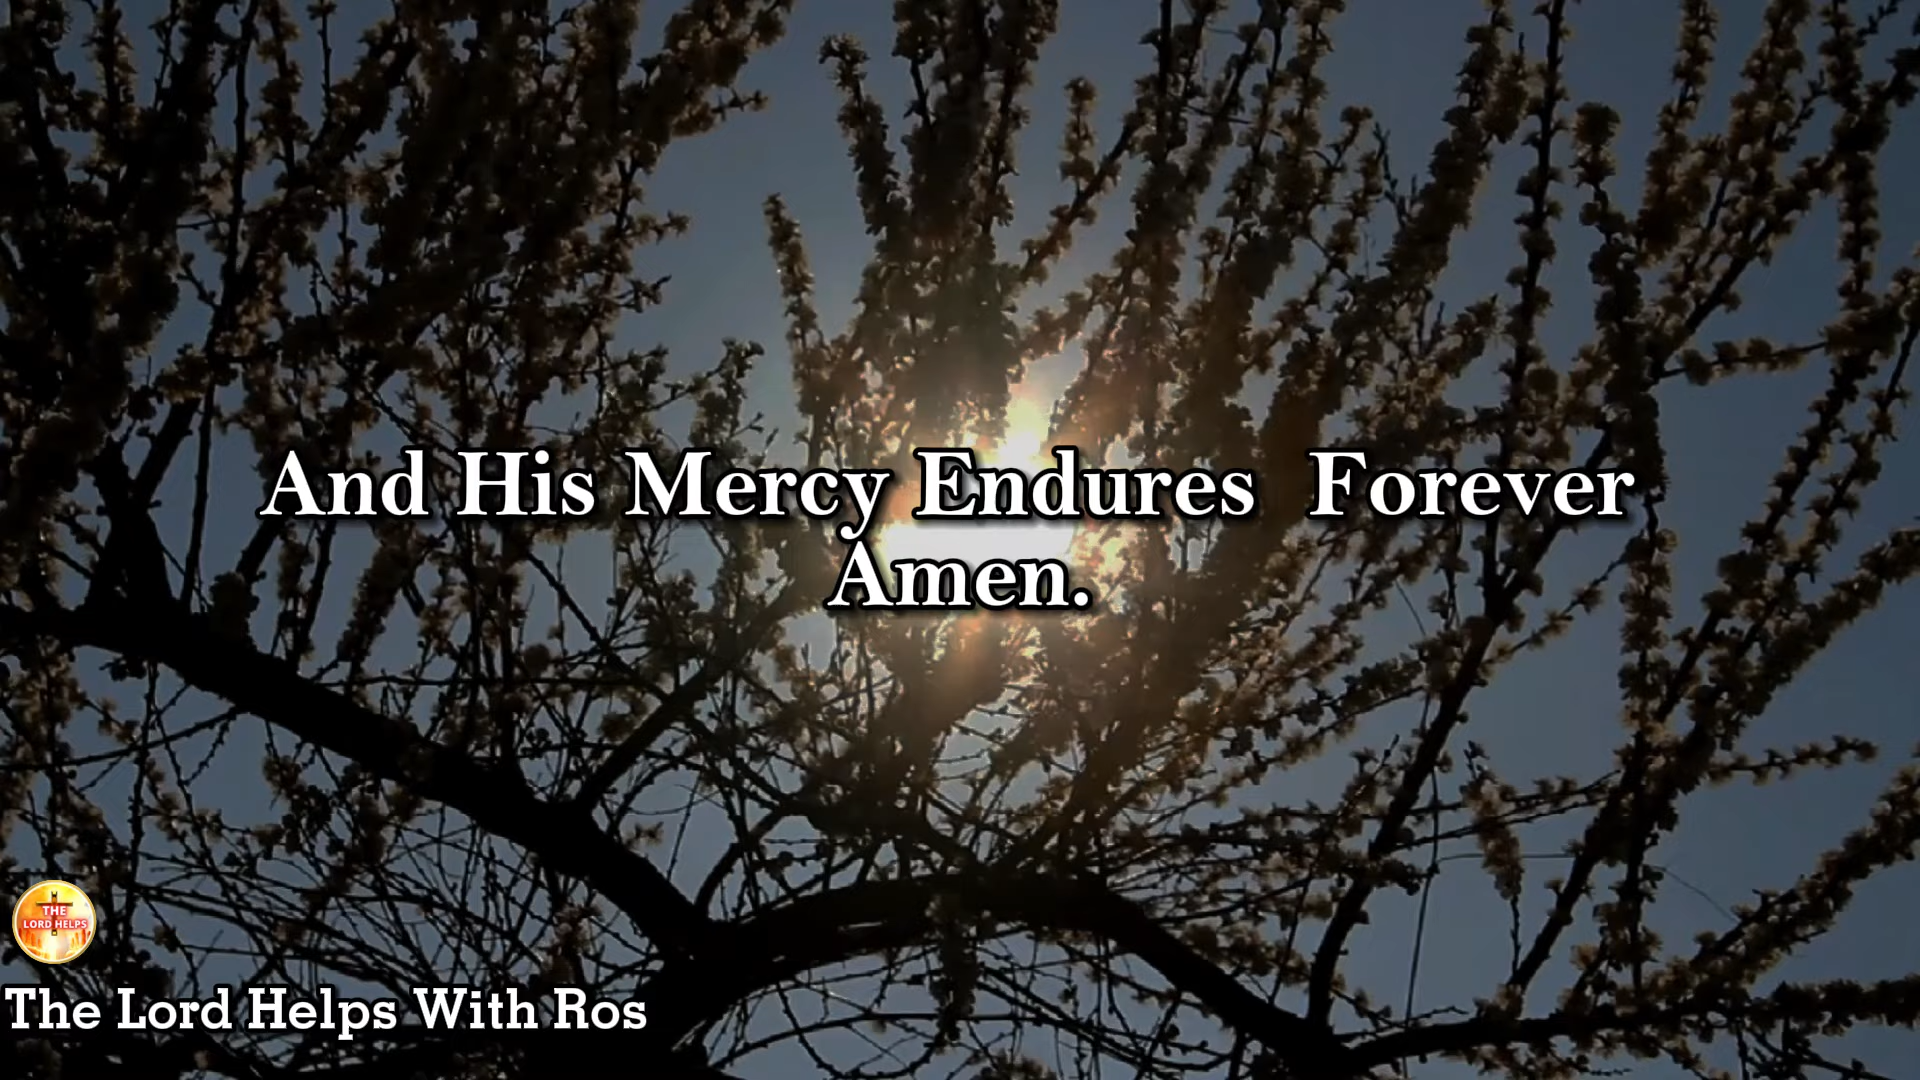 And His Mercy Endures  Forever
Amen.
THE
LORD HELPS
The Lord Helps With Ros